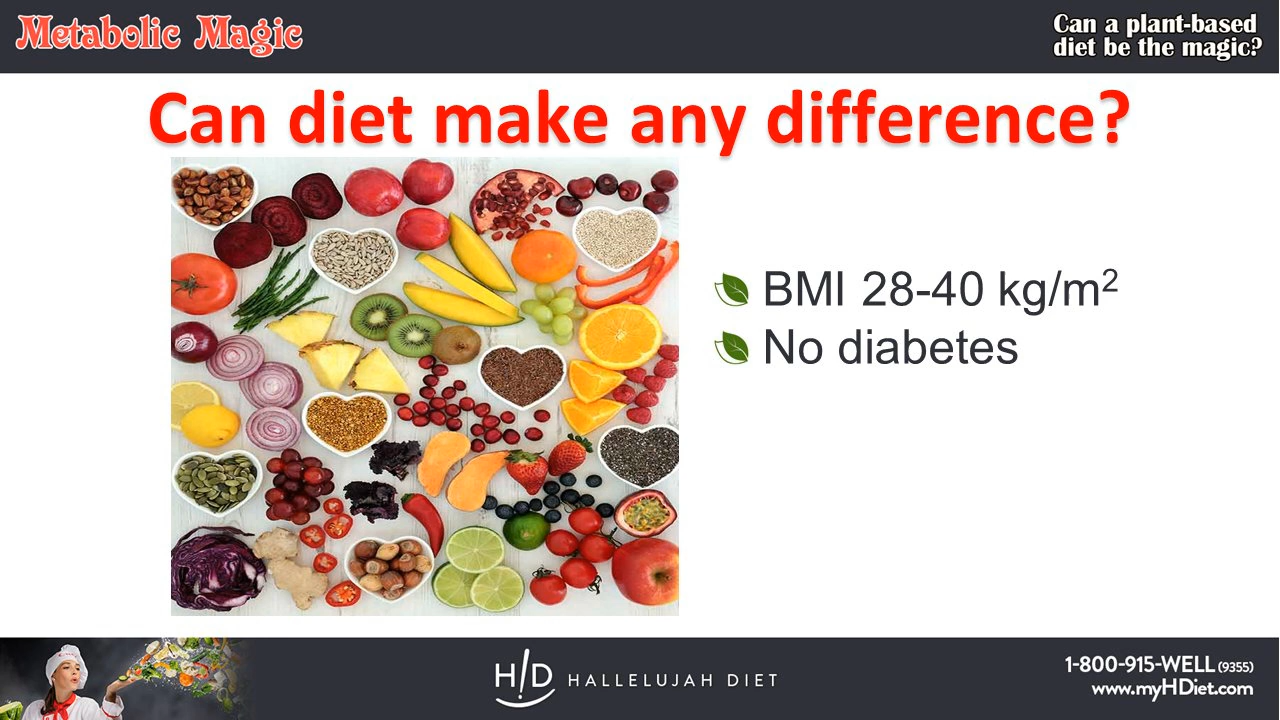 Metabolic Magic
Can a plant-based
diet be the magic?
Can diet make any difference?
BMI 28-40 kg/m²
No diabetes
H!D HALLELUJAH DIET
1-800-915-WELL (9355)
www.myHDiet.com